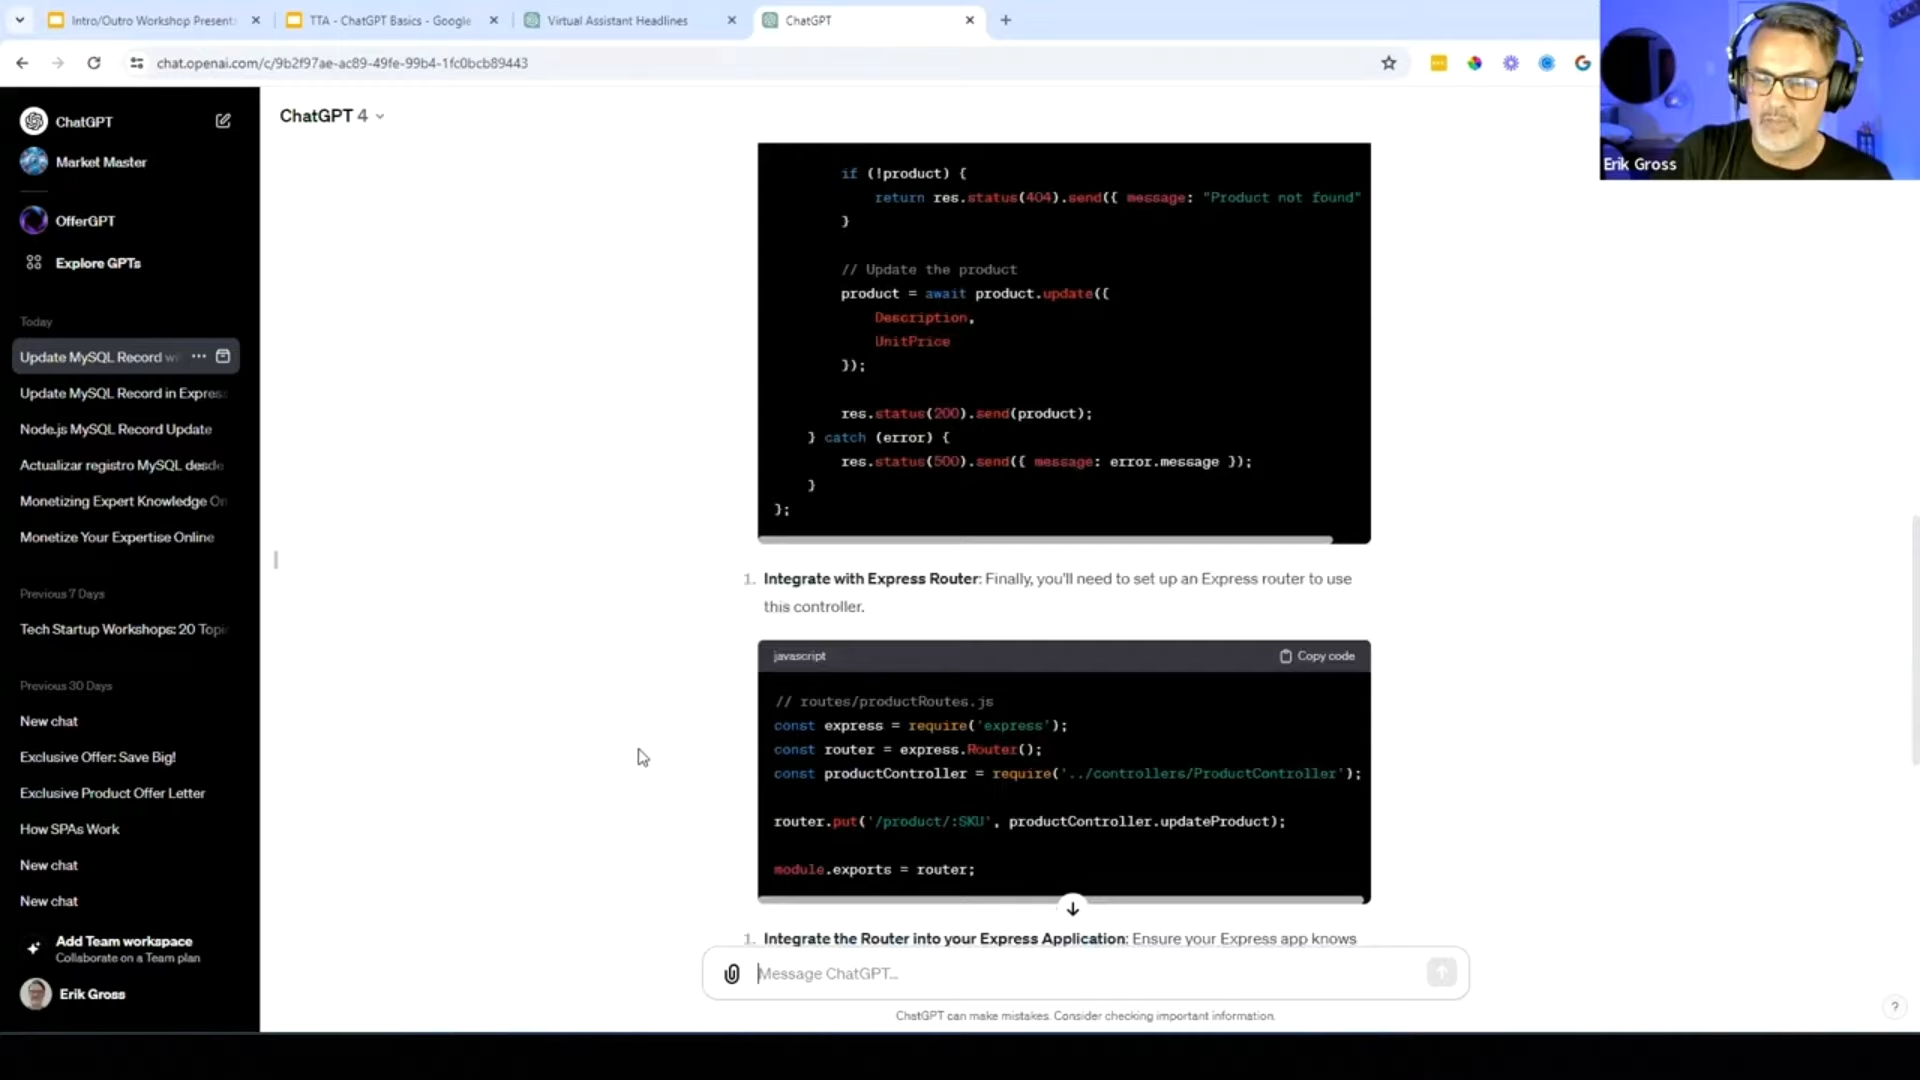 Intro/Outro Workshop Present
TTA - ChatGPT Basics - Google
Virtual Assistant Headlines
ChatGPT
chat.openai.com/c/9b2f97ae-ac89-49fe-99b4-1fc0bcb89443
Erik Gross
ChatGPT
Market Master
OfferGPT
Explore GPTs
Today
Update MySQL Record wi
Update MySQL Record in Express
Node.js MySQL Record Update
Actualizar registro MySQL desde
Monetizing Expert Knowledge On
Monetize Your Expertise Online
Previous 7 Days
Tech Startup Workshops: 20 Topi
Previous 30 Days
New chat
Exclusive Offer: Save Big!
Exclusive Product Offer Letter
How SPAs Work
New chat
New chat
Add Team workspace
Collaborate on a Team plan
Erik Gross
ChatGPT 4
if (!product) {
return res.status(404).send({ message: "Product not found"
}
// Update the product
product = await product.update({
Description,
UnitPrice
});
res.status(200).send(product);
} catch (error) {
res.status(500).send({ message: error.message });
}
};
1. Integrate with Express Router: Finally, you'll need to set up an Express router to use
this controller.
javascript
Copy code
// routes/productRoutes.js
const express = require('express');
const router = express.Router();
const productController = require('../controllers/ProductController');
router.put('/product/:SKU', productController.updateProduct);
module.exports = router;
1. Integrate the Router into your Express Application: Ensure your Express app knows
Message ChatGPT...
ChatGPT can make mistakes. Consider checking important information.
?